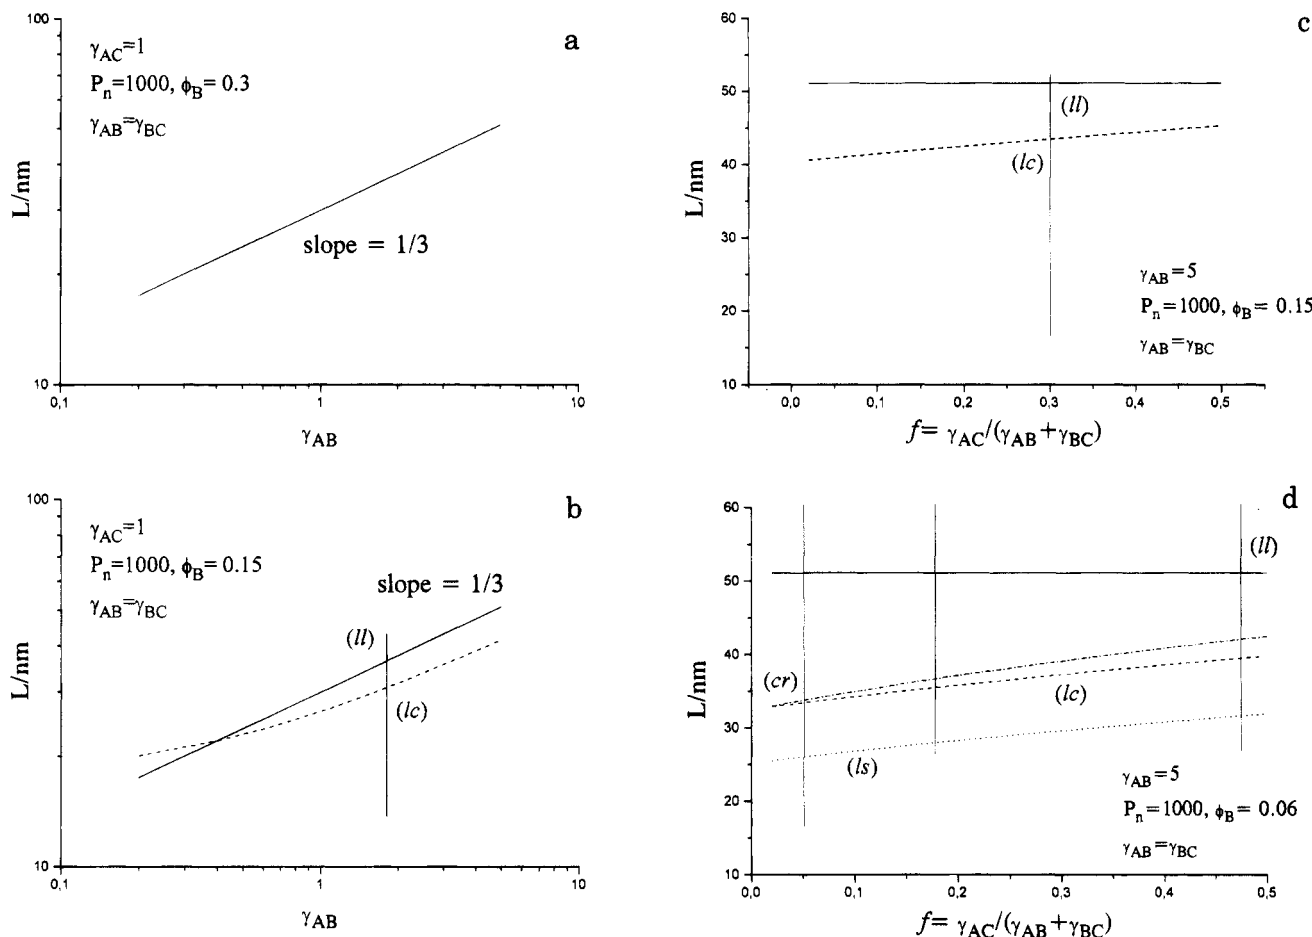 a
100
10
L/nm
γAC=1
Pn=1000, ϕB= 0.3
γAB=γBC
slope = 1/3
0,1
1
10
γAB
b
100
10
L/nm
γAC=1
Pn=1000, ϕB= 0.15
γAB=γBC
slope = 1/3
(ll)
(lc)
0,1
1
10
γAB
c
60
50
40
30
20
10
L/nm
(ll)
(lc)
γAB=5
Pn=1000, ϕB= 0.15
γAB=γBC
0,0
0,1
0,2
0,3
0,4
0,5
f= γAC/(γAB+γBC)
d
60
50
40
30
20
10
L/nm
(ll)
(cr)
(lc)
(ls)
γAB=5
Pn=1000, ϕB= 0.06
γAB=γBC
0,0
0,1
0,2
0,3
0,4
0,5
f= γAC/(γAB+γBC)